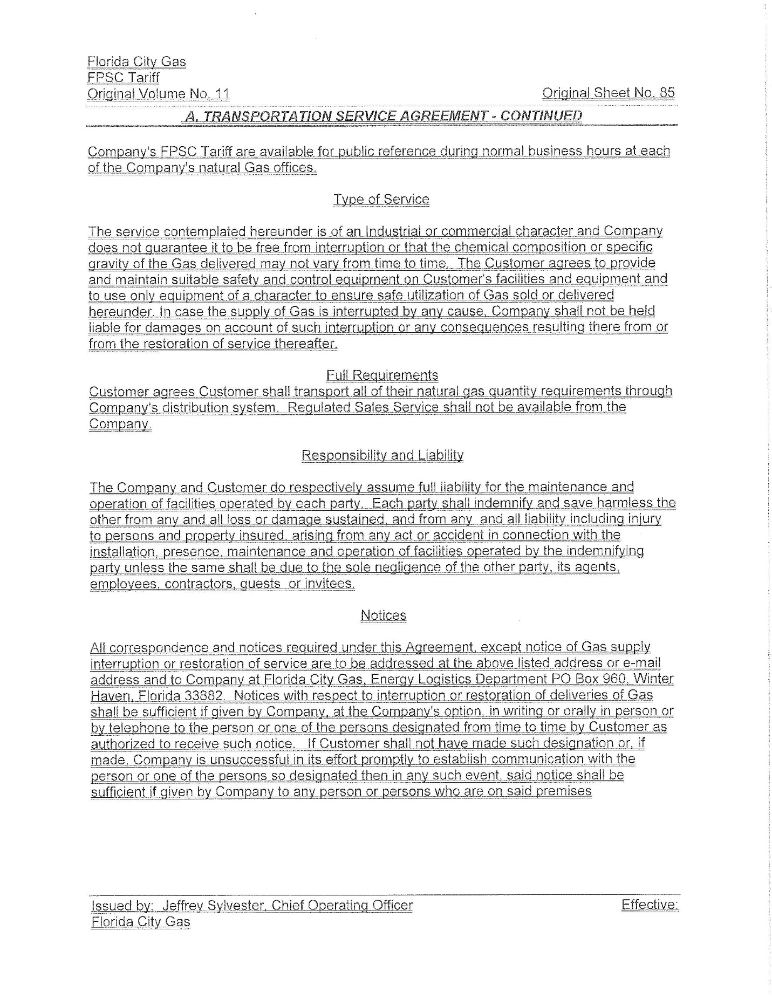 Florida City Gas
FPSC Tariff
Original Volume No. 11 Original Sheet No. 85
A. TRANSPORTATION SERVICE AGREEMENT - CONTINUED
Company's FPSC Tariff are available for public reference during normal business hours at each
of the Company's natural Gas offices.
Type of Service
The service contemplated hereunder is of an Industrial or commercial character and Company
does not guarantee it to be free from interruption or that the chemical composition or specific
gravity of the Gas delivered may not vary from time to time. The Customer agrees to provide
and maintain suitable safety and control equipment on Customer's facilities and equipment and
to use only equipment of a character to ensure safe utilization of Gas sold or delivered
hereunder. In case the supply of Gas is interrupted by any cause, Company shall not be held
liable for damages on account of such interruption or any consequences resulting there from or
from the restoration of service thereafter.
Full Requirements
Customer agrees Customer shall transport all of their natural gas quantity requirements through
Company's distribution system. Regulated Sales Service shall not be available from the
Company.
Responsibility and Liability
The Company and Customer do respectively assume full liability for the maintenance and
operation of facilities operated by each party. Each party shall indemnify and save harmless the
other from any and all loss or damage sustained, and from any and all liability including injury
to persons and property insured, arising from any act or accident in connection with the
installation, presence, maintenance and operation of facilities operated by the indemnifying
party unless the same shall be due to the sole negligence of the other party, its agents,
employees, contractors, guests or invitees.
Notices
All correspondence and notices required under this Agreement, except notice of Gas supply
interruption or restoration of service are to be addressed at the above listed address or e-mail
address and to Company at Florida City Gas, Energy Logistics Department PO Box 960, Winter
Haven, Florida 33882. Notices with respect to interruption or restoration of deliveries of Gas
shall be sufficient if given by Company, at the Company's option, in writing or orally in person or
by telephone to the person or one of the persons designated from time to time by Customer as
authorized to receive such notice. If Customer shall not have made such designation or, if
made, Company is unsuccessful in its effort promptly to establish communication with the
person or one of the persons so designated then in any such event, said notice shall be
sufficient if given by Company to any person or persons who are on said premises
Issued by: Jeffrey Sylvester, Chief Operating Officer Effective:
Florida City Gas